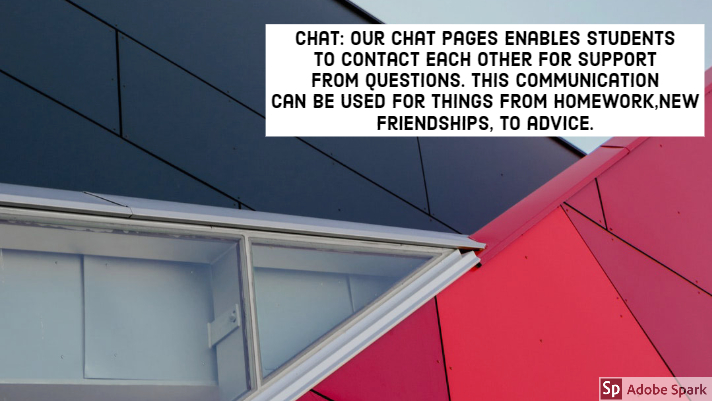 CHAT: OUR CHAT PAGES ENABLES STUDENTS
TO CONTACT EACH OTHER FOR SUPPORT
FROM QUESTIONS. THIS COMMUNICATION
CAN BE USED FOR THINGS FROM HOMEWORK,NEW
FRIENDSHIPS, TO ADVICE.
Sp Adobe Spark